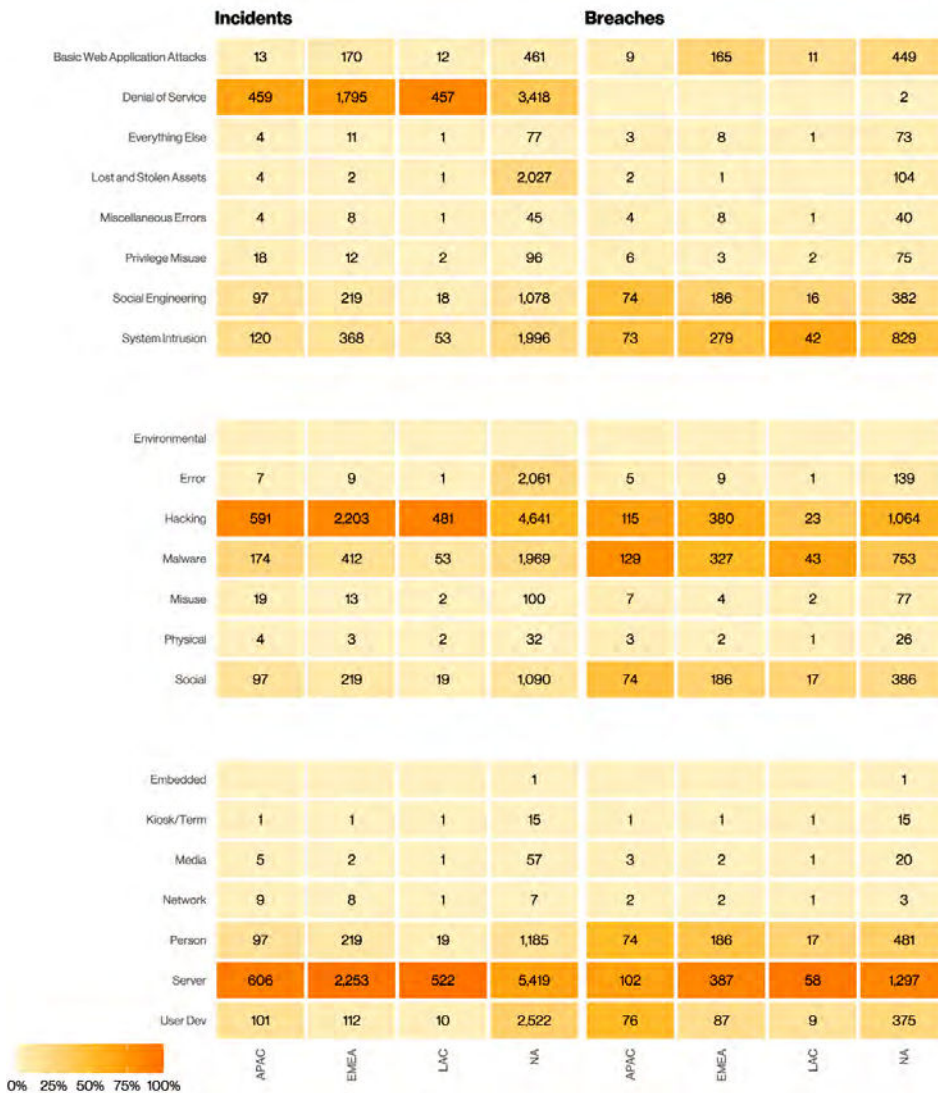 Incidents Breaches
Basic Web Application Attacks 13 170 12 461 9 165 11 449
Denial of Service 459 1,795 457 3,418 2
Everything Else 4 11 1 77 3 8 1 73
Lost and Stolen Assets 4 2 1 2,027 2 1 104
Miscellaneous Errors 4 8 1 45 4 8 1 40
Privilege Misuse 18 12 2 96 6 3 2 75
Social Engineering 97 219 18 1,078 74 186 16 382
System Intrusion 120 368 53 1,996 73 279 42 829
Environmental
Error 7 9 1 2,061 5 9 1 139
Hacking 591 2,203 481 4,641 115 380 23 1,064
Malware 174 412 53 1,969 129 327 43 753
Misuse 19 13 2 100 7 4 2 77
Physical 4 3 2 32 3 2 1 26
Social 97 219 19 1,090 74 186 17 386
Embedded 1 1
Kiosk/Term 1 1 1 15 1 1 1 15
Media 5 2 1 57 3 2 1 20
Network 9 8 1 7 2 2 1 3
Person 97 219 19 1,185 74 186 17 481
Server 606 2,253 522 5,419 102 387 58 1,297
User Dev 101 112 10 2,522 76 87 9 375
APAC EMEA LAC NA APAC EMEA LAC NA
0% 25% 50% 75% 100%